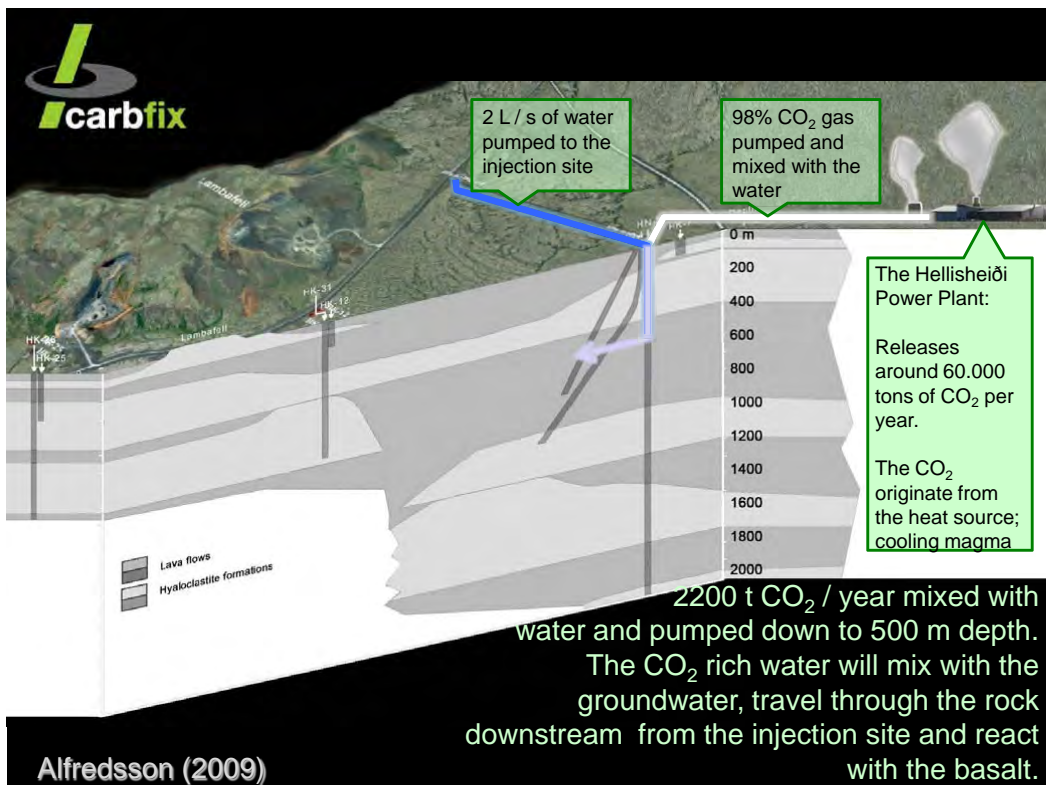 carbfix
2 L / s of water
pumped to the
injection site
98% CO₂ gas
pumped and
mixed with the
water
Lambafell
HK-31
HK-12
Lambafell
HK-26
HK-25
0 m
200
400
600
800
1000
1200
1400
1600
1800
2000
The Hellisheiði
Power Plant:
Releases
around 60.000
tons of CO₂ per
year.
The CO₂
originate from
the heat source;
cooling magma
Lava flows
Hyaloclastite formations
2200 t CO₂ / year mixed with
water and pumped down to 500 m depth.
The CO₂ rich water will mix with the
groundwater, travel through the rock
downstream from the injection site and react
with the basalt.
Alfredsson (2009)